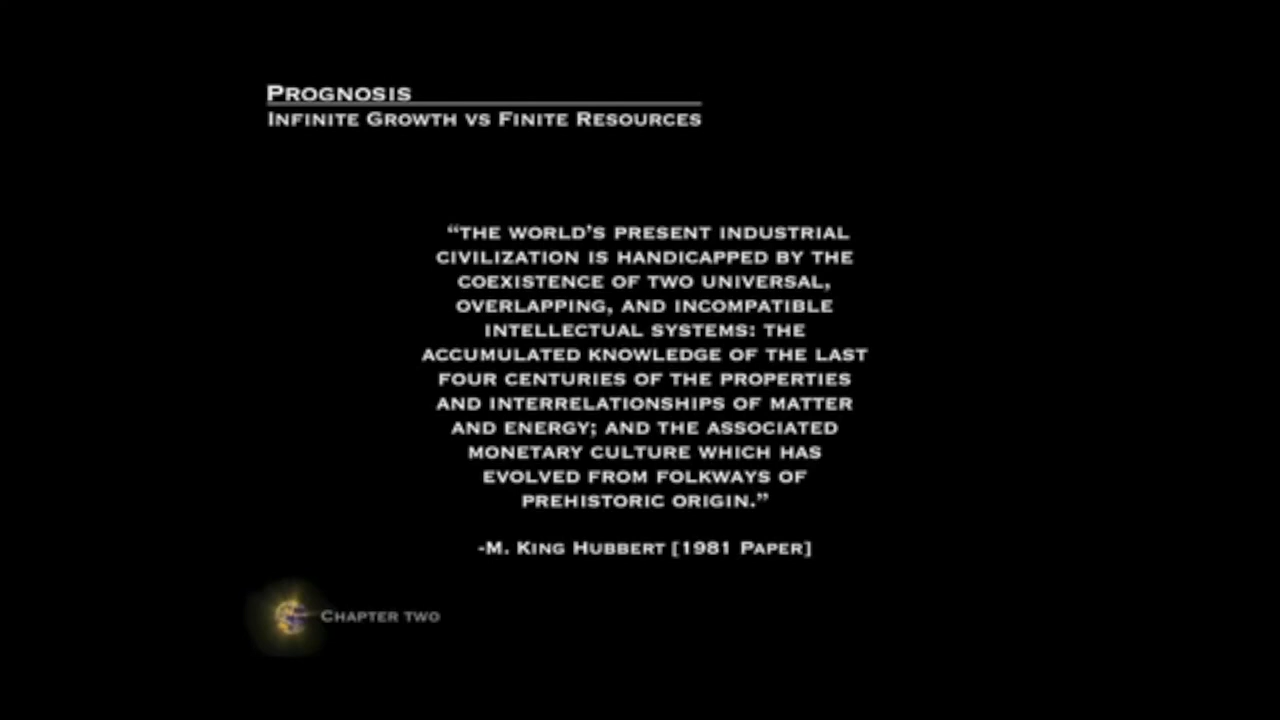 Prognosis
Infinite Growth vs Finite Resources
“The world’s present industrial
civilization is handicapped by the
coexistence of two universal,
overlapping, and incompatible
intellectual systems: the
accumulated knowledge of the last
four centuries of the properties
and interrelationships of matter
and energy; and the associated
monetary culture which has
evolved from folkways of
prehistoric origin.”
-M. King Hubbert [1981 Paper]
Chapter two